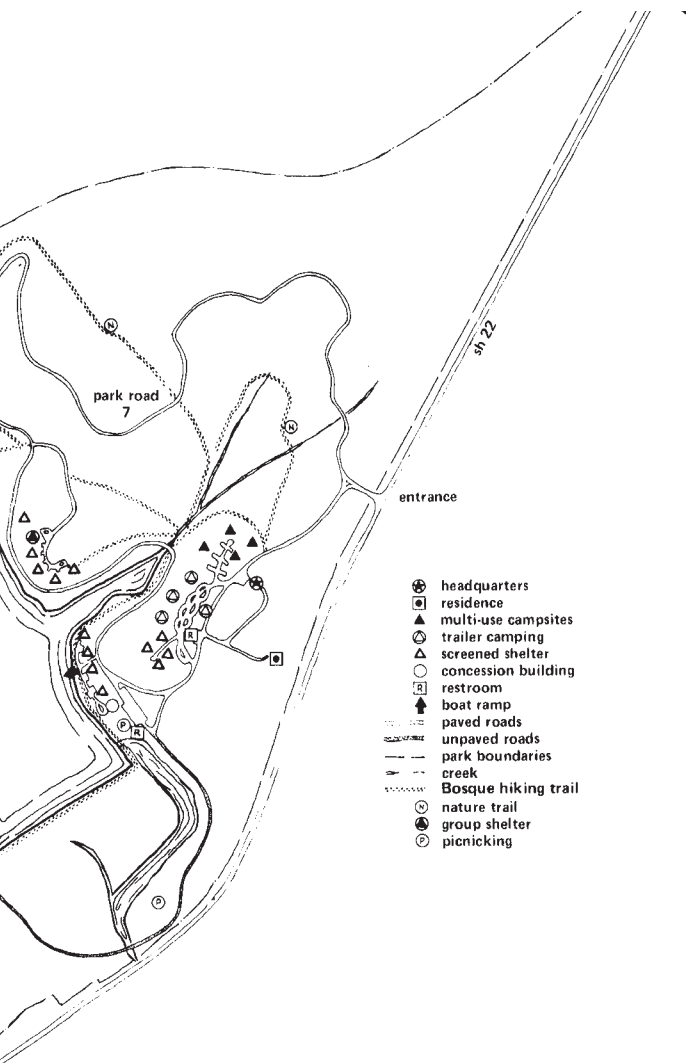 sh 22
N
park road
7
N
entrance
R
P
R
P
headquarters
residence
multi-use campsites
trailer camping
screened shelter
concession building
R restroom
boat ramp
paved roads
unpaved roads
park boundaries
creek
Bosque hiking trail
N nature trail
group shelter
P picnicking